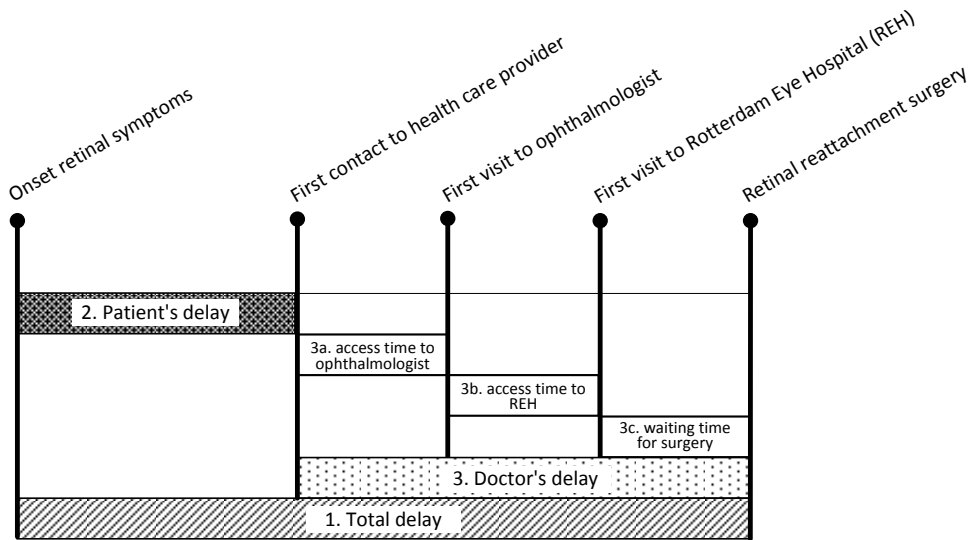 Onset retinal symptoms
First contact to health care provider
First visit to ophthalmologist
First visit to Rotterdam Eye Hospital (REH)
Retinal reattachment surgery
2. Patient's delay
3a. access time to
ophthalmologist
3b. access time to
REH
3c. waiting time
for surgery
3. Doctor's delay
1. Total delay